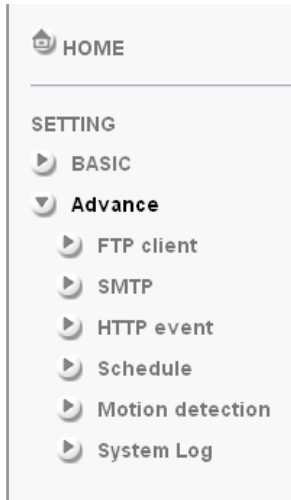 HOME
SETTING
BASIC
Advance
FTP client
SMTP
HTTP event
Schedule
Motion detection
System Log